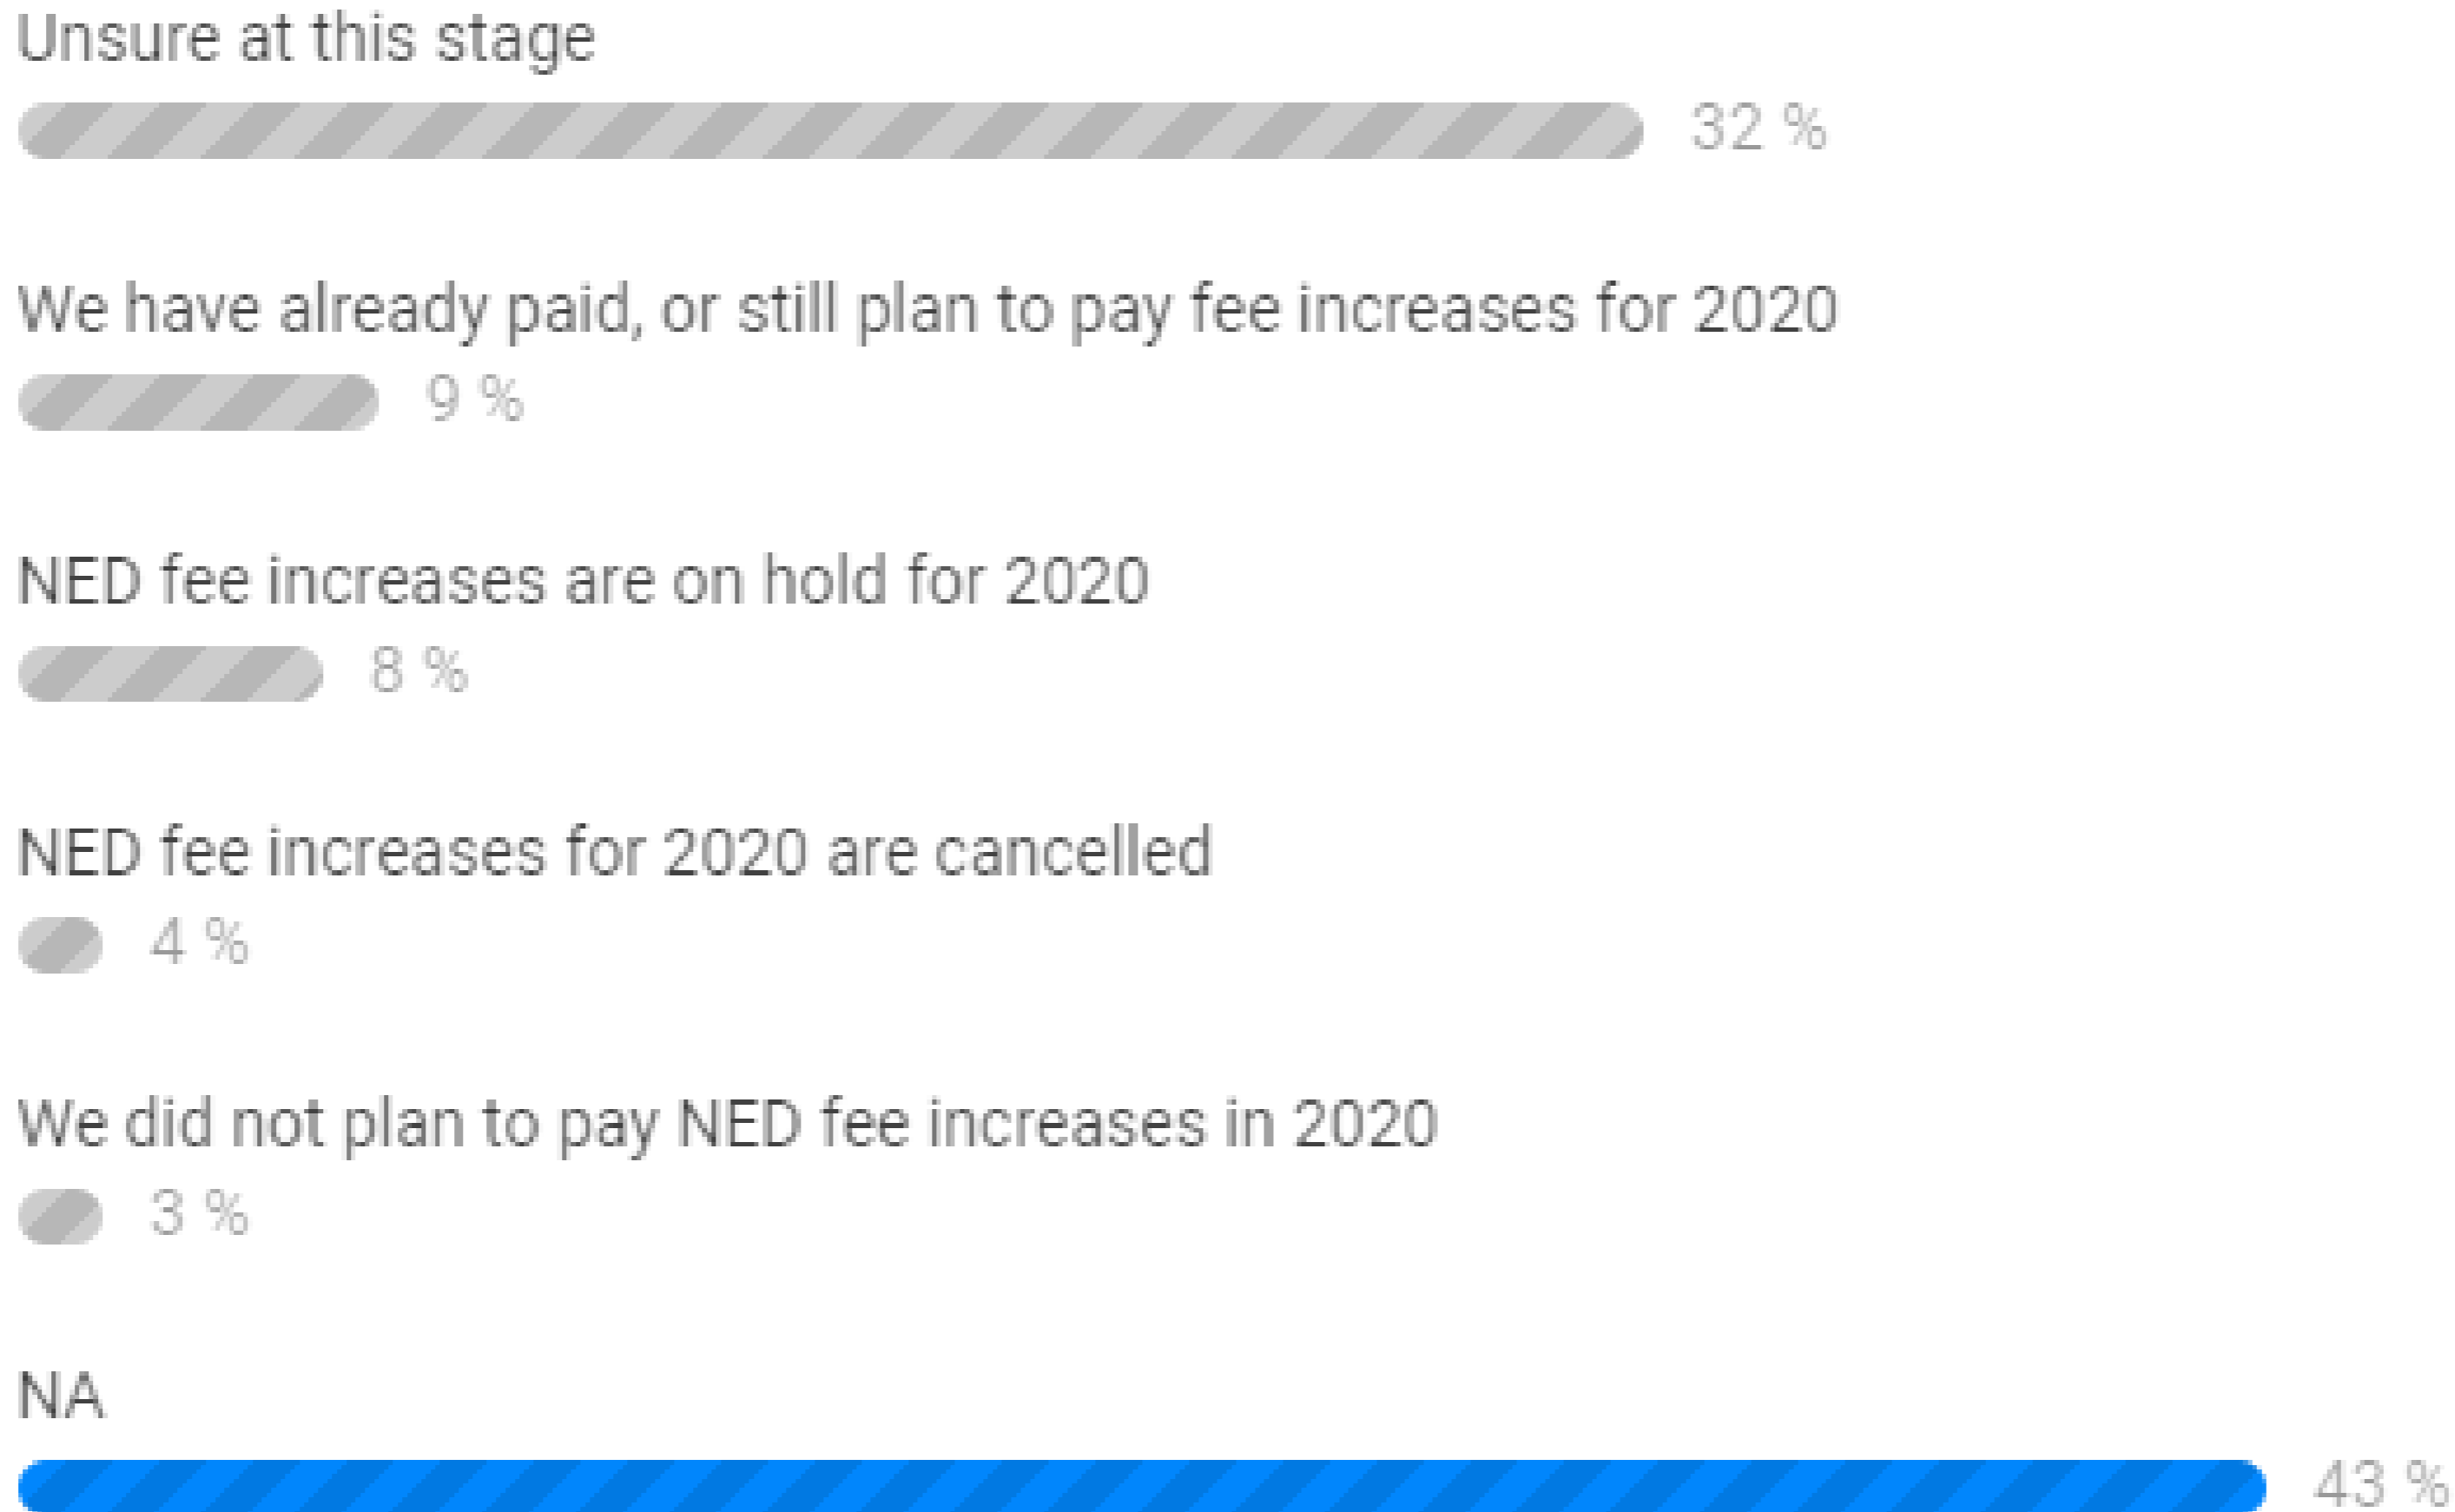 Unsure at this stage
32 %
We have already paid, or still plan to pay fee increases for 2020
9 %
NED fee increases are on hold for 2020
8 %
NED fee increases for 2020 are cancelled
4 %
We did not plan to pay NED fee increases in 2020
3 %
NA
43 %